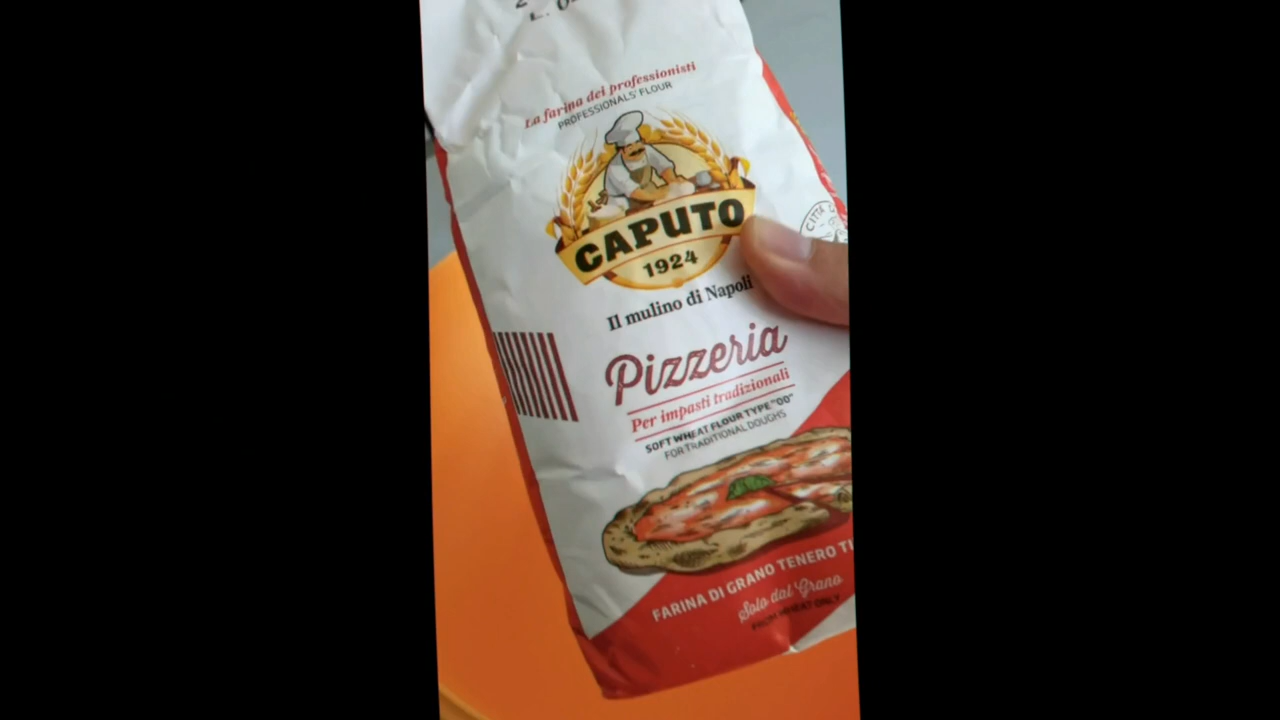 La farina dei professionisti
PROFESSIONALS' FLOUR
CAPUTO
1924
Il mulino di Napoli
Pizzeria
Per impasti tradizionali
SOFT WHEAT FLOUR TYPE "00"
FOR TRADITIONAL DOUGHS
FARINA DI GRANO TENERO
Solo dal Grano
FROM WHEAT ONLY
CITTÀ